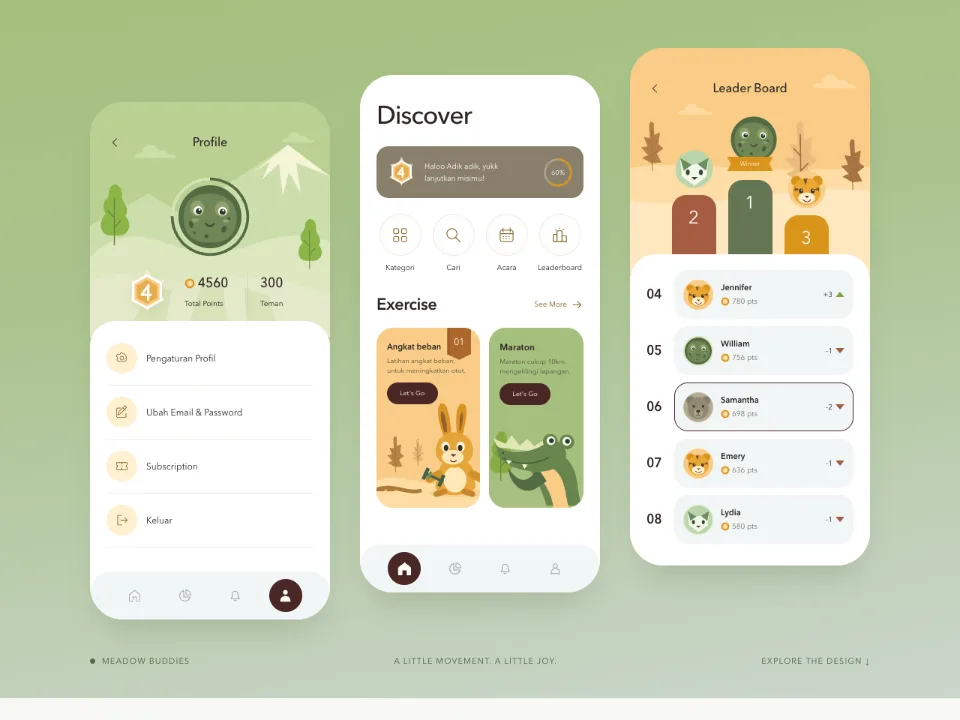 Profile
4
4560
Total Points
300
Teman
Pengaturan Profil
Ubah Email & Password
Subscription
Keluar
Discover
4
Haloo Adik adik, yukk
lanjutkan misimu!
60%
Kategori
Cari
Acara
Leaderboard
Exercise
See More
Angkat beban
01
Latihan angkat beban,
untuk meningkatkan otot.
Let's Go
Maraton
Maraton cukup 10km
mengelilingi lapangan.
Let's Go
Leader Board
Winner
2
1
3
04
Jennifer
780 pts
+3
05
William
756 pts
-1
06
Samantha
698 pts
-2
07
Emery
636 pts
-1
08
Lydia
580 pts
-1
MEADOW BUDDIES
A LITTLE MOVEMENT. A LITTLE JOY.
EXPLORE THE DESIGN ↓